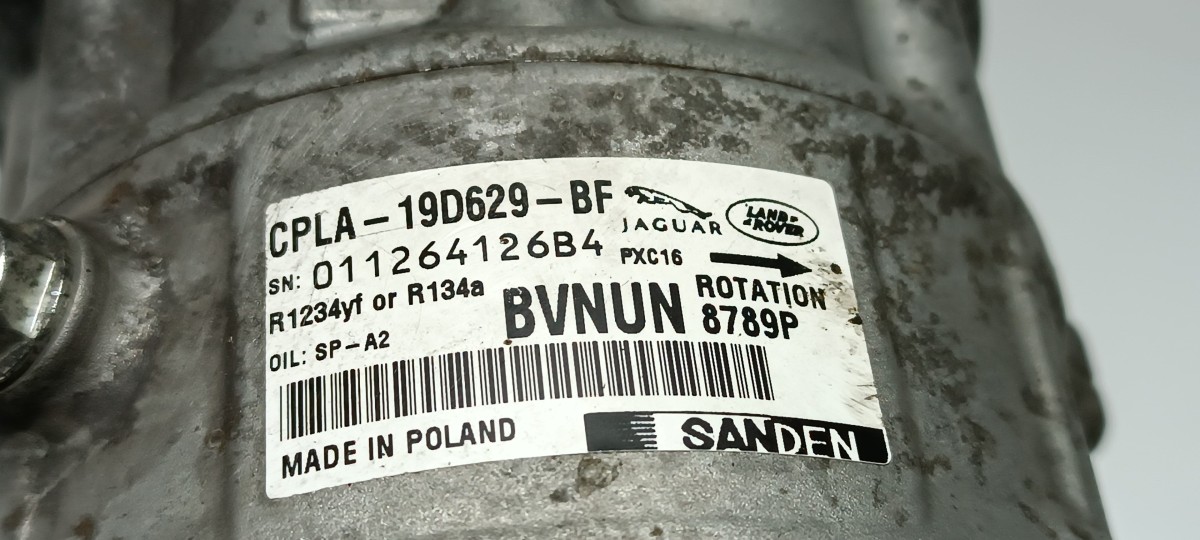 CPLA-19D629-BF
JAGUAR
LAND-
-ROVER
SN: 011264126B4
PXC16
R1234yf or R134a
BVNUN
ROTATION
8789P
OIL: SP-A2
MADE IN POLAND
SANDEN